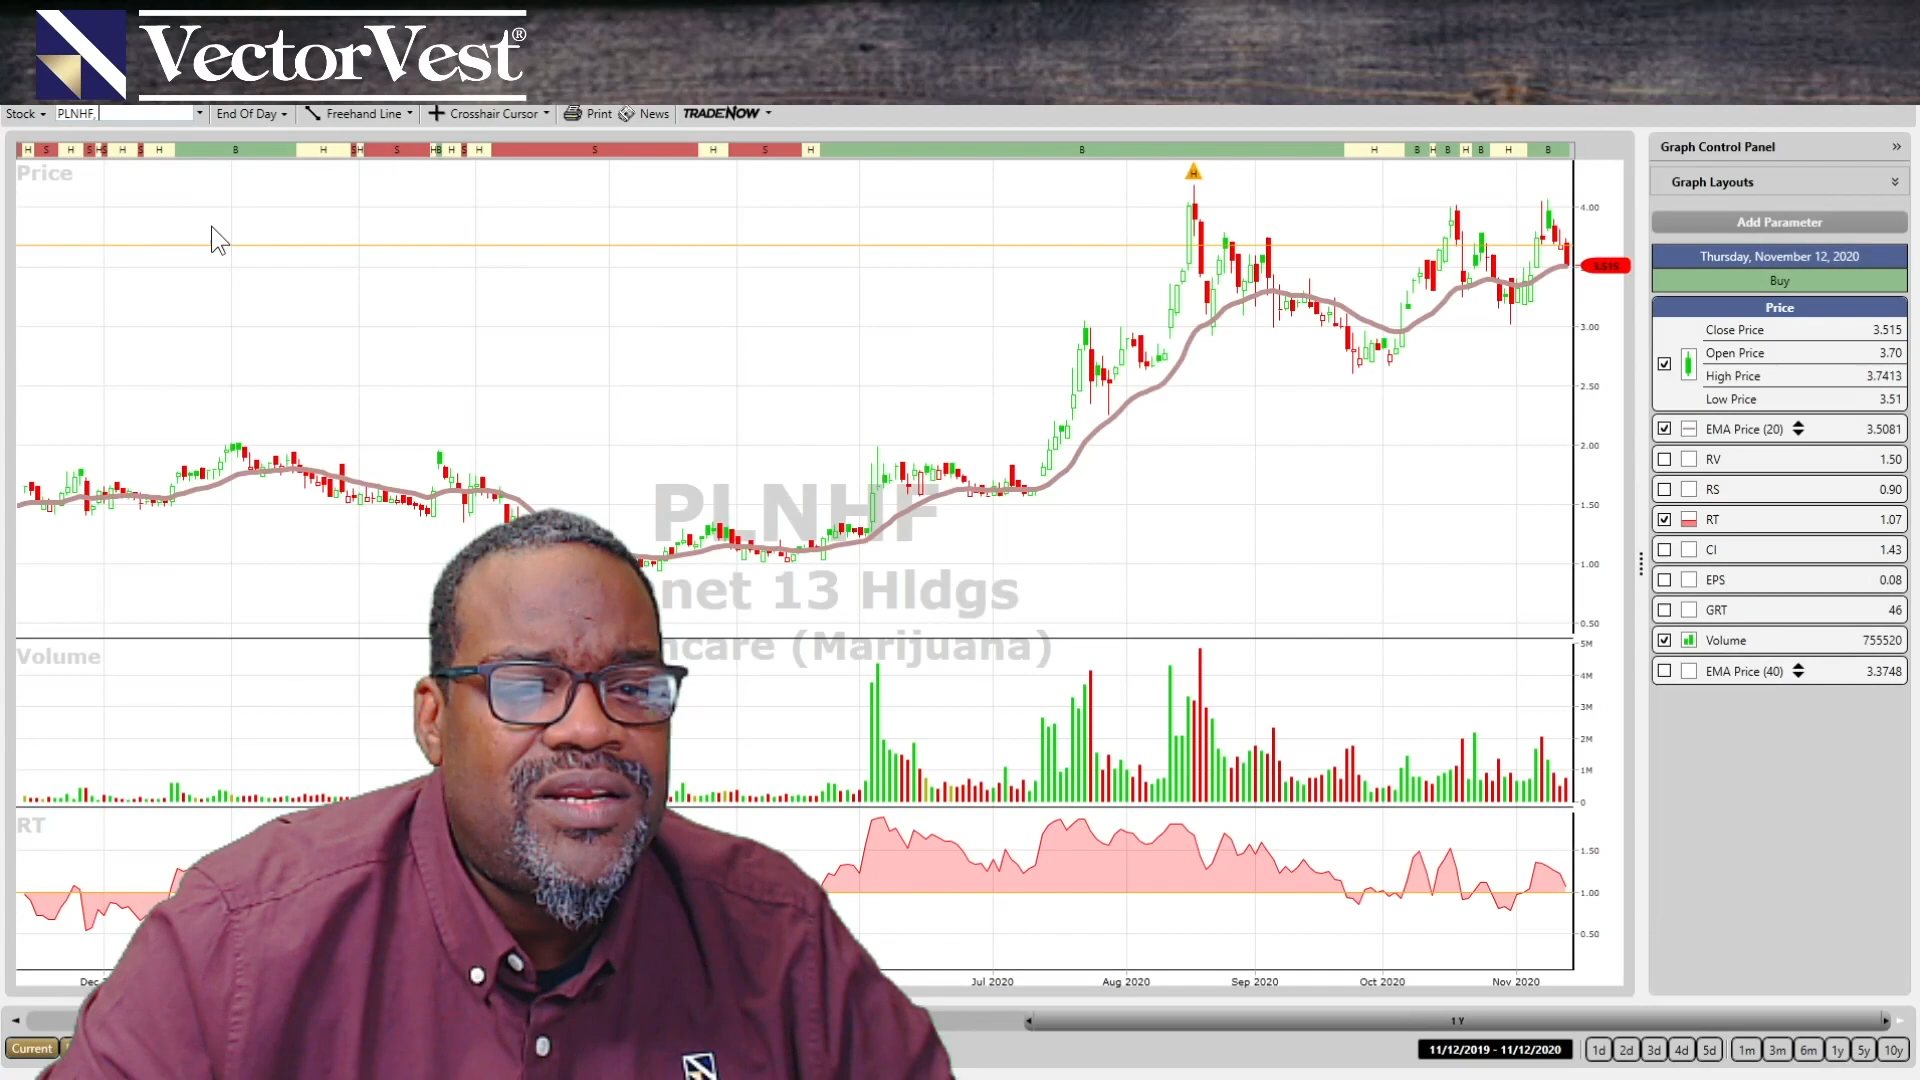 VectorVest®
Stock PLNHF, End Of Day Freehand Line Crosshair Cursor Print News TRADENOW
H S H S H S H S H B H S H S H B H S H S H S H B H B H B H B H B
Price
H
4.00
3.515
3.00
2.50
2.00
1.50
1.00
0.50
PLNHF
net 13 Hldgs
hcare (Marijuana)
Volume
5M
4M
3M
2M
1M
0
RT
1.50
1.00
0.50
Dec
Jul 2020 Aug 2020 Sep 2020 Oct 2020 Nov 2020
1 Y
Current
11/12/2019 - 11/12/2020 1d 2d 3d 4d 5d 1m 3m 6m 1y 5y 10y
Graph Control Panel
Graph Layouts
Add Parameter
Thursday, November 12, 2020
Buy
Price
Close Price 3.515
Open Price 3.70
High Price 3.7413
Low Price 3.51
EMA Price (20) 3.5081
RV 1.50
RS 0.90
RT 1.07
CI 1.43
EPS 0.08
GRT 46
Volume 755520
EMA Price (40) 3.3748